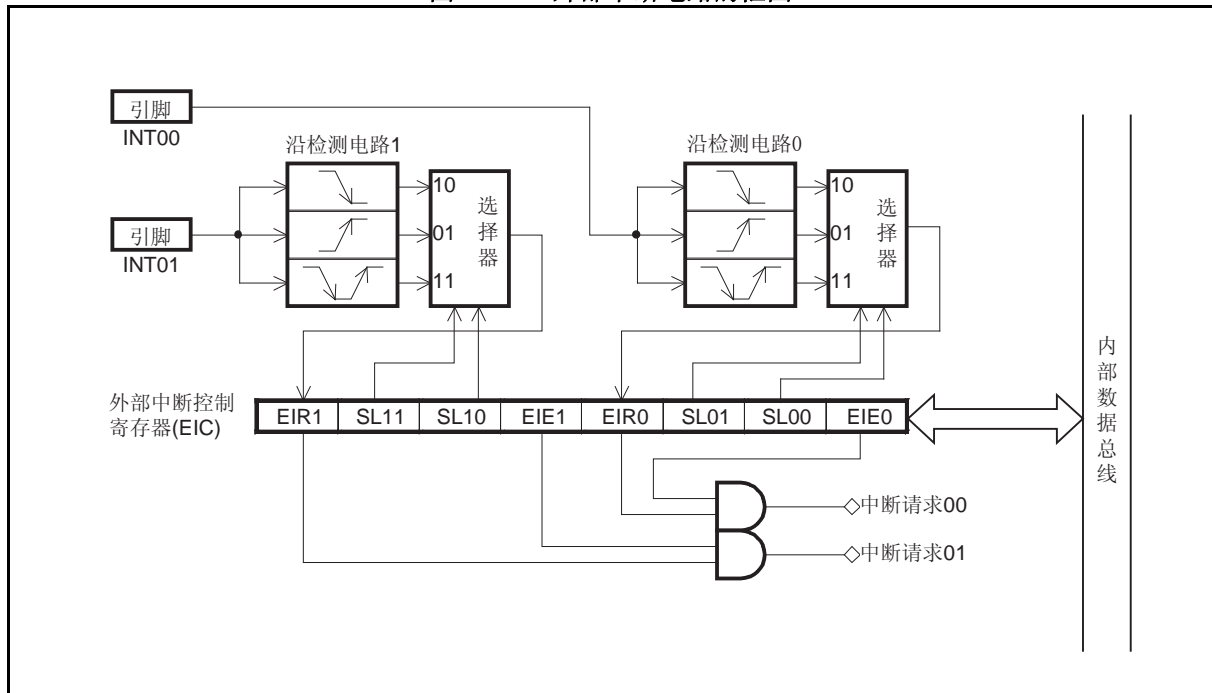 引脚
INT00
沿检测电路1
沿检测电路0
10
01
11
选择器
10
01
11
选择器
引脚
INT01
外部中断控制
寄存器(EIC)
EIR1 SL11 SL10 EIE1 EIR0 SL01 SL00 EIE0
内部数据总线
中断请求00
中断请求01